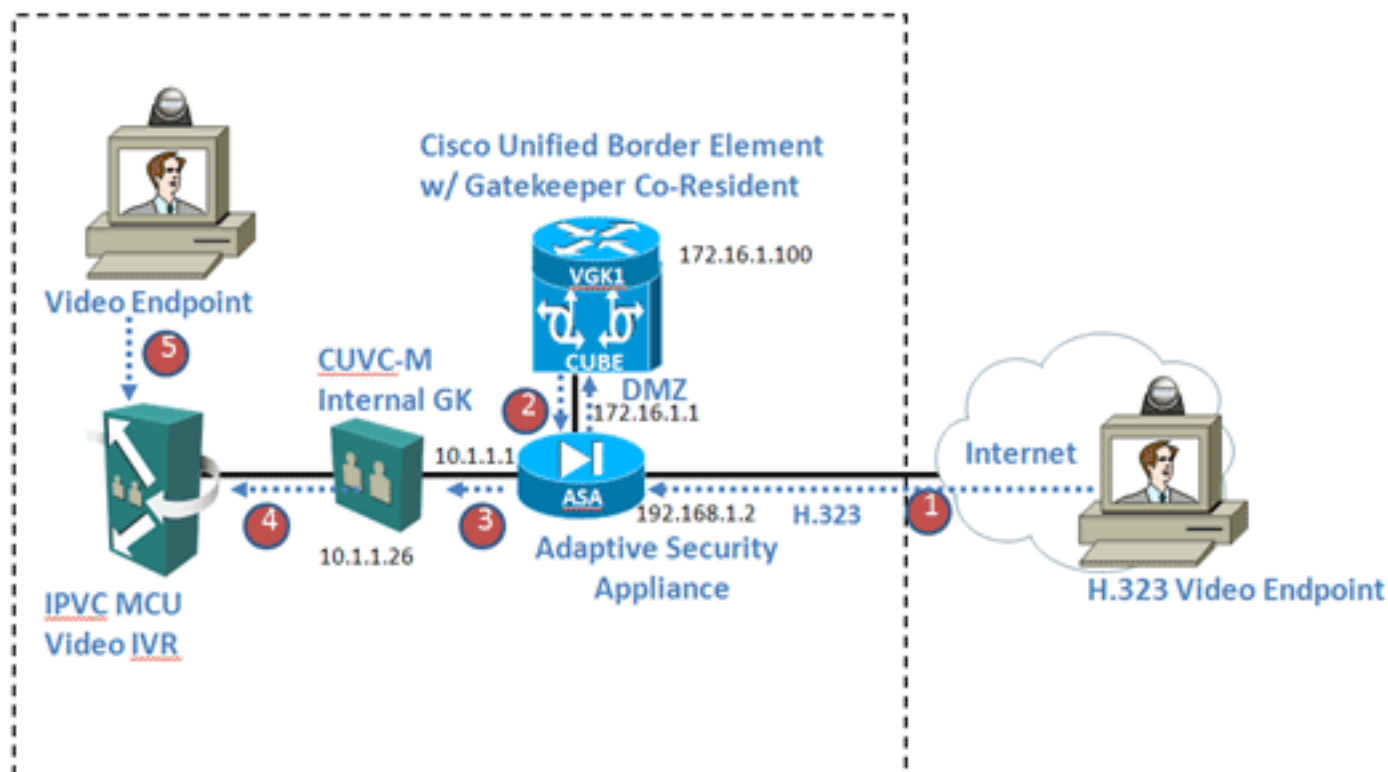 Cisco Unified Border Element
w/ Gatekeeper Co-Resident
VGK1
172.16.1.100
CUBE
Video Endpoint
5
CUVC-M
Internal GK
2
DMZ
172.16.1.1
10.1.1.1
ASA
Internet
4
3
192.168.1.2
H.323
1
10.1.1.26
Adaptive Security
Appliance
IPVC MCU
Video IVR
H.323 Video Endpoint